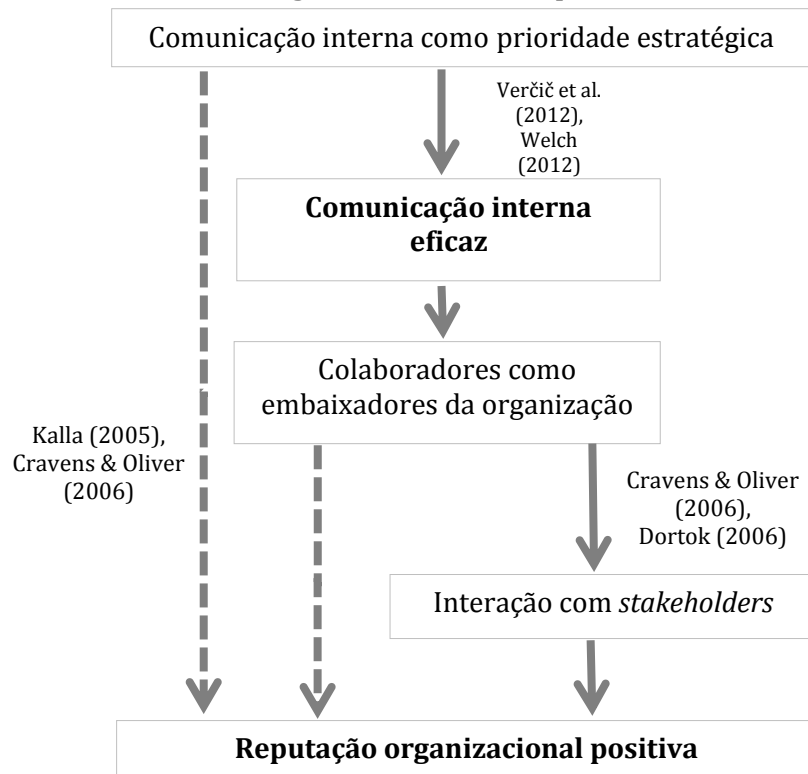 Comunicação interna como prioridade estratégica
Verčič et al.
(2012),
Welch
(2012)
Comunicação interna
eficaz
Colaboradores como
embaixadores da organização
Kalla (2005),
Cravens & Oliver
(2006)
Cravens & Oliver
(2006),
Dortok (2006)
Interação com stakeholders
Reputação organizacional positiva